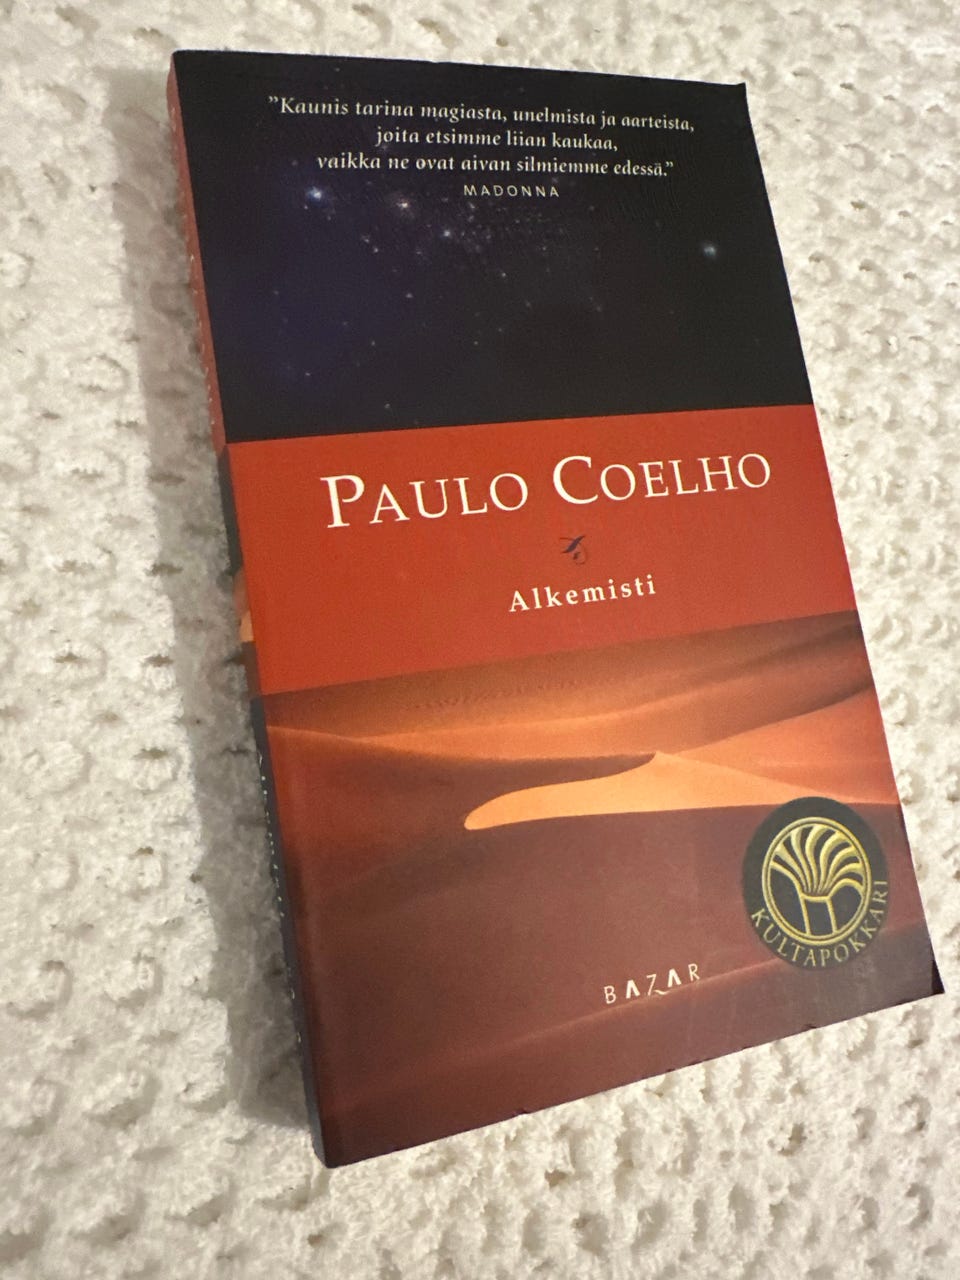 ”Kaunis tarina magiasta, unelmista ja aarteista,
joita etsimme liian kaukaa,
vaikka ne ovat aivan silmiemme edessä.”
MADONNA
PAULO COELHO
Alkemisti
KULTAPOKKARI
BAZAR